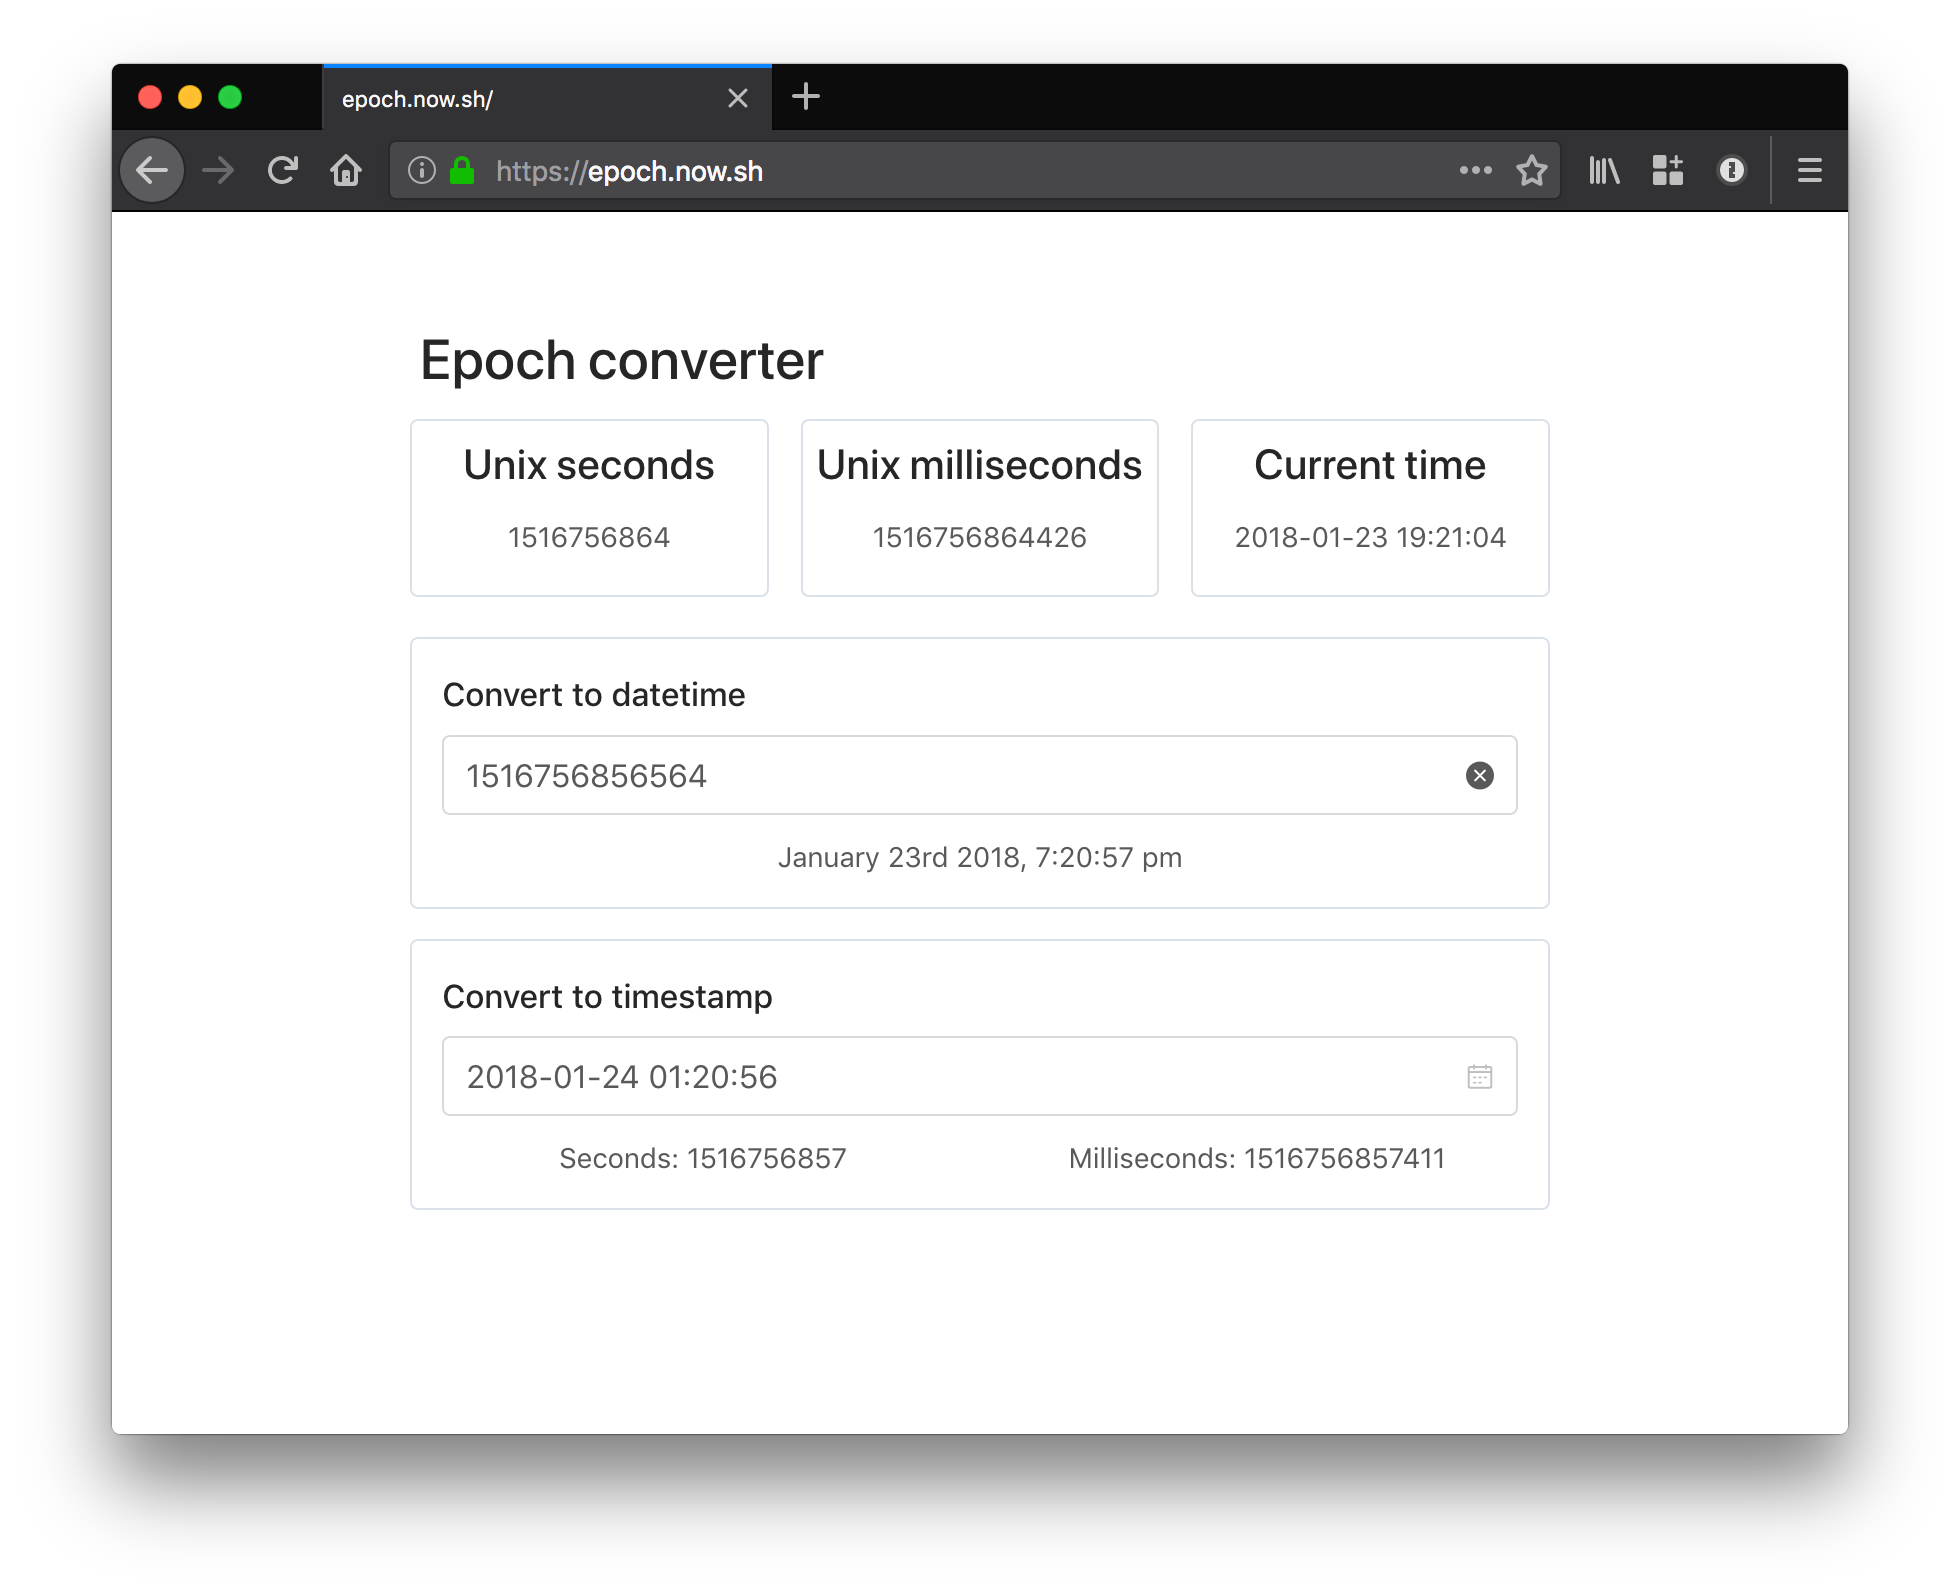 epoch.now.sh/
https://epoch.now.sh
Epoch converter
Unix seconds
1516756864
Unix milliseconds
1516756864426
Current time
2018-01-23 19:21:04
Convert to datetime
1516756856564
January 23rd 2018, 7:20:57 pm
Convert to timestamp
2018-01-24 01:20:56
Seconds: 1516756857
Milliseconds: 1516756857411